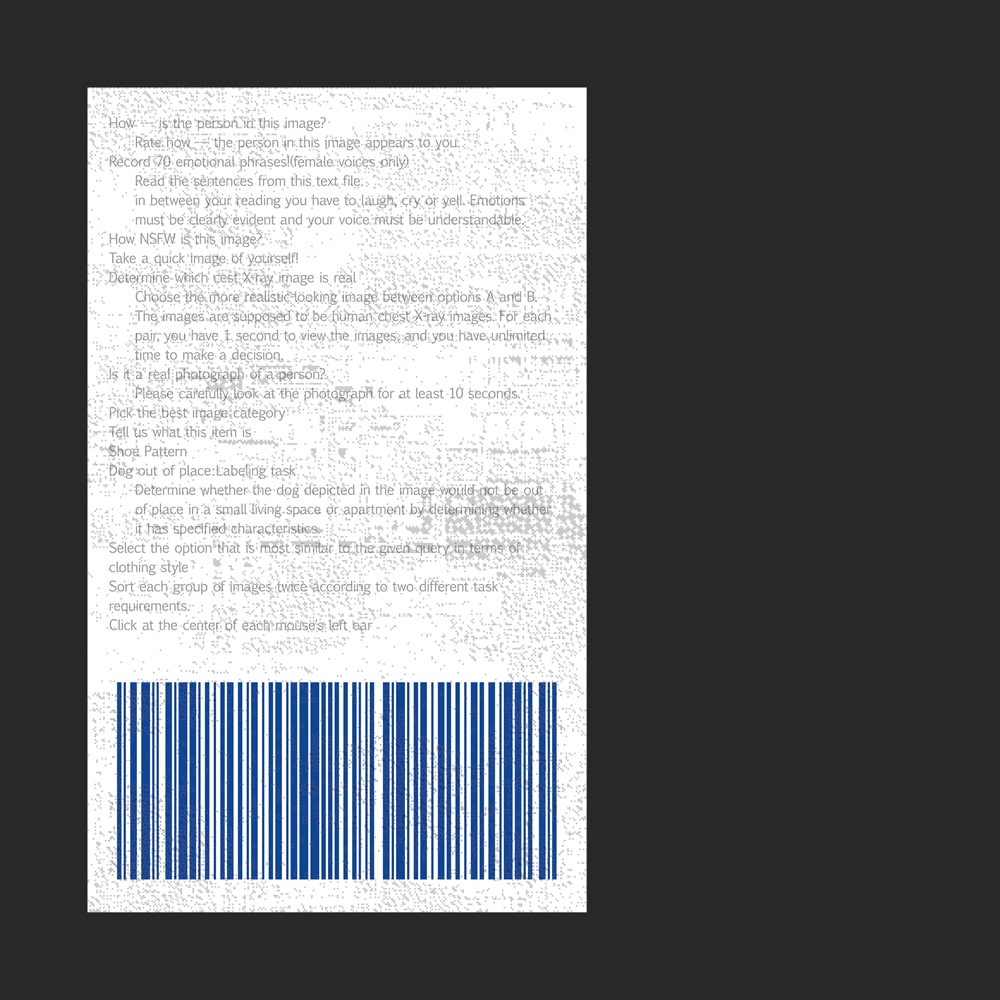 How — is the person in this image?
Rate how — the person in this image appears to you.
Record 70 emotional phrases!(female voices only)
Read the sentences from this text file.
in between your reading you have to laugh, cry or yell. Emotions
must be clearly evident and your voice must be understandable.
How NSFW is this image?
Take a quick image of yourself!
Determine which cest X-ray image is real
Choose the more realistic-looking image between options A and B.
The images are supposed to be human chest X-ray images. For each
pair, you have 1 second to view the images, and you have unlimited
time to make a decision.
Is it a real photograph of a person?
Please carefully look at the photograph for at least 10 seconds.
Pick the best image category
Tell us what this item is
Shoe Pattern
Dog out of place:Labeling task
Determine whether the dog depicted in the image would not be out
of place in a small living space or apartment by determining whether
it has specified characteristics.
Select the option that is most similar to the given query in terms of
clothing style
Sort each group of images twice according to two different task
requirements.
Click at the center of each mouse's left ear